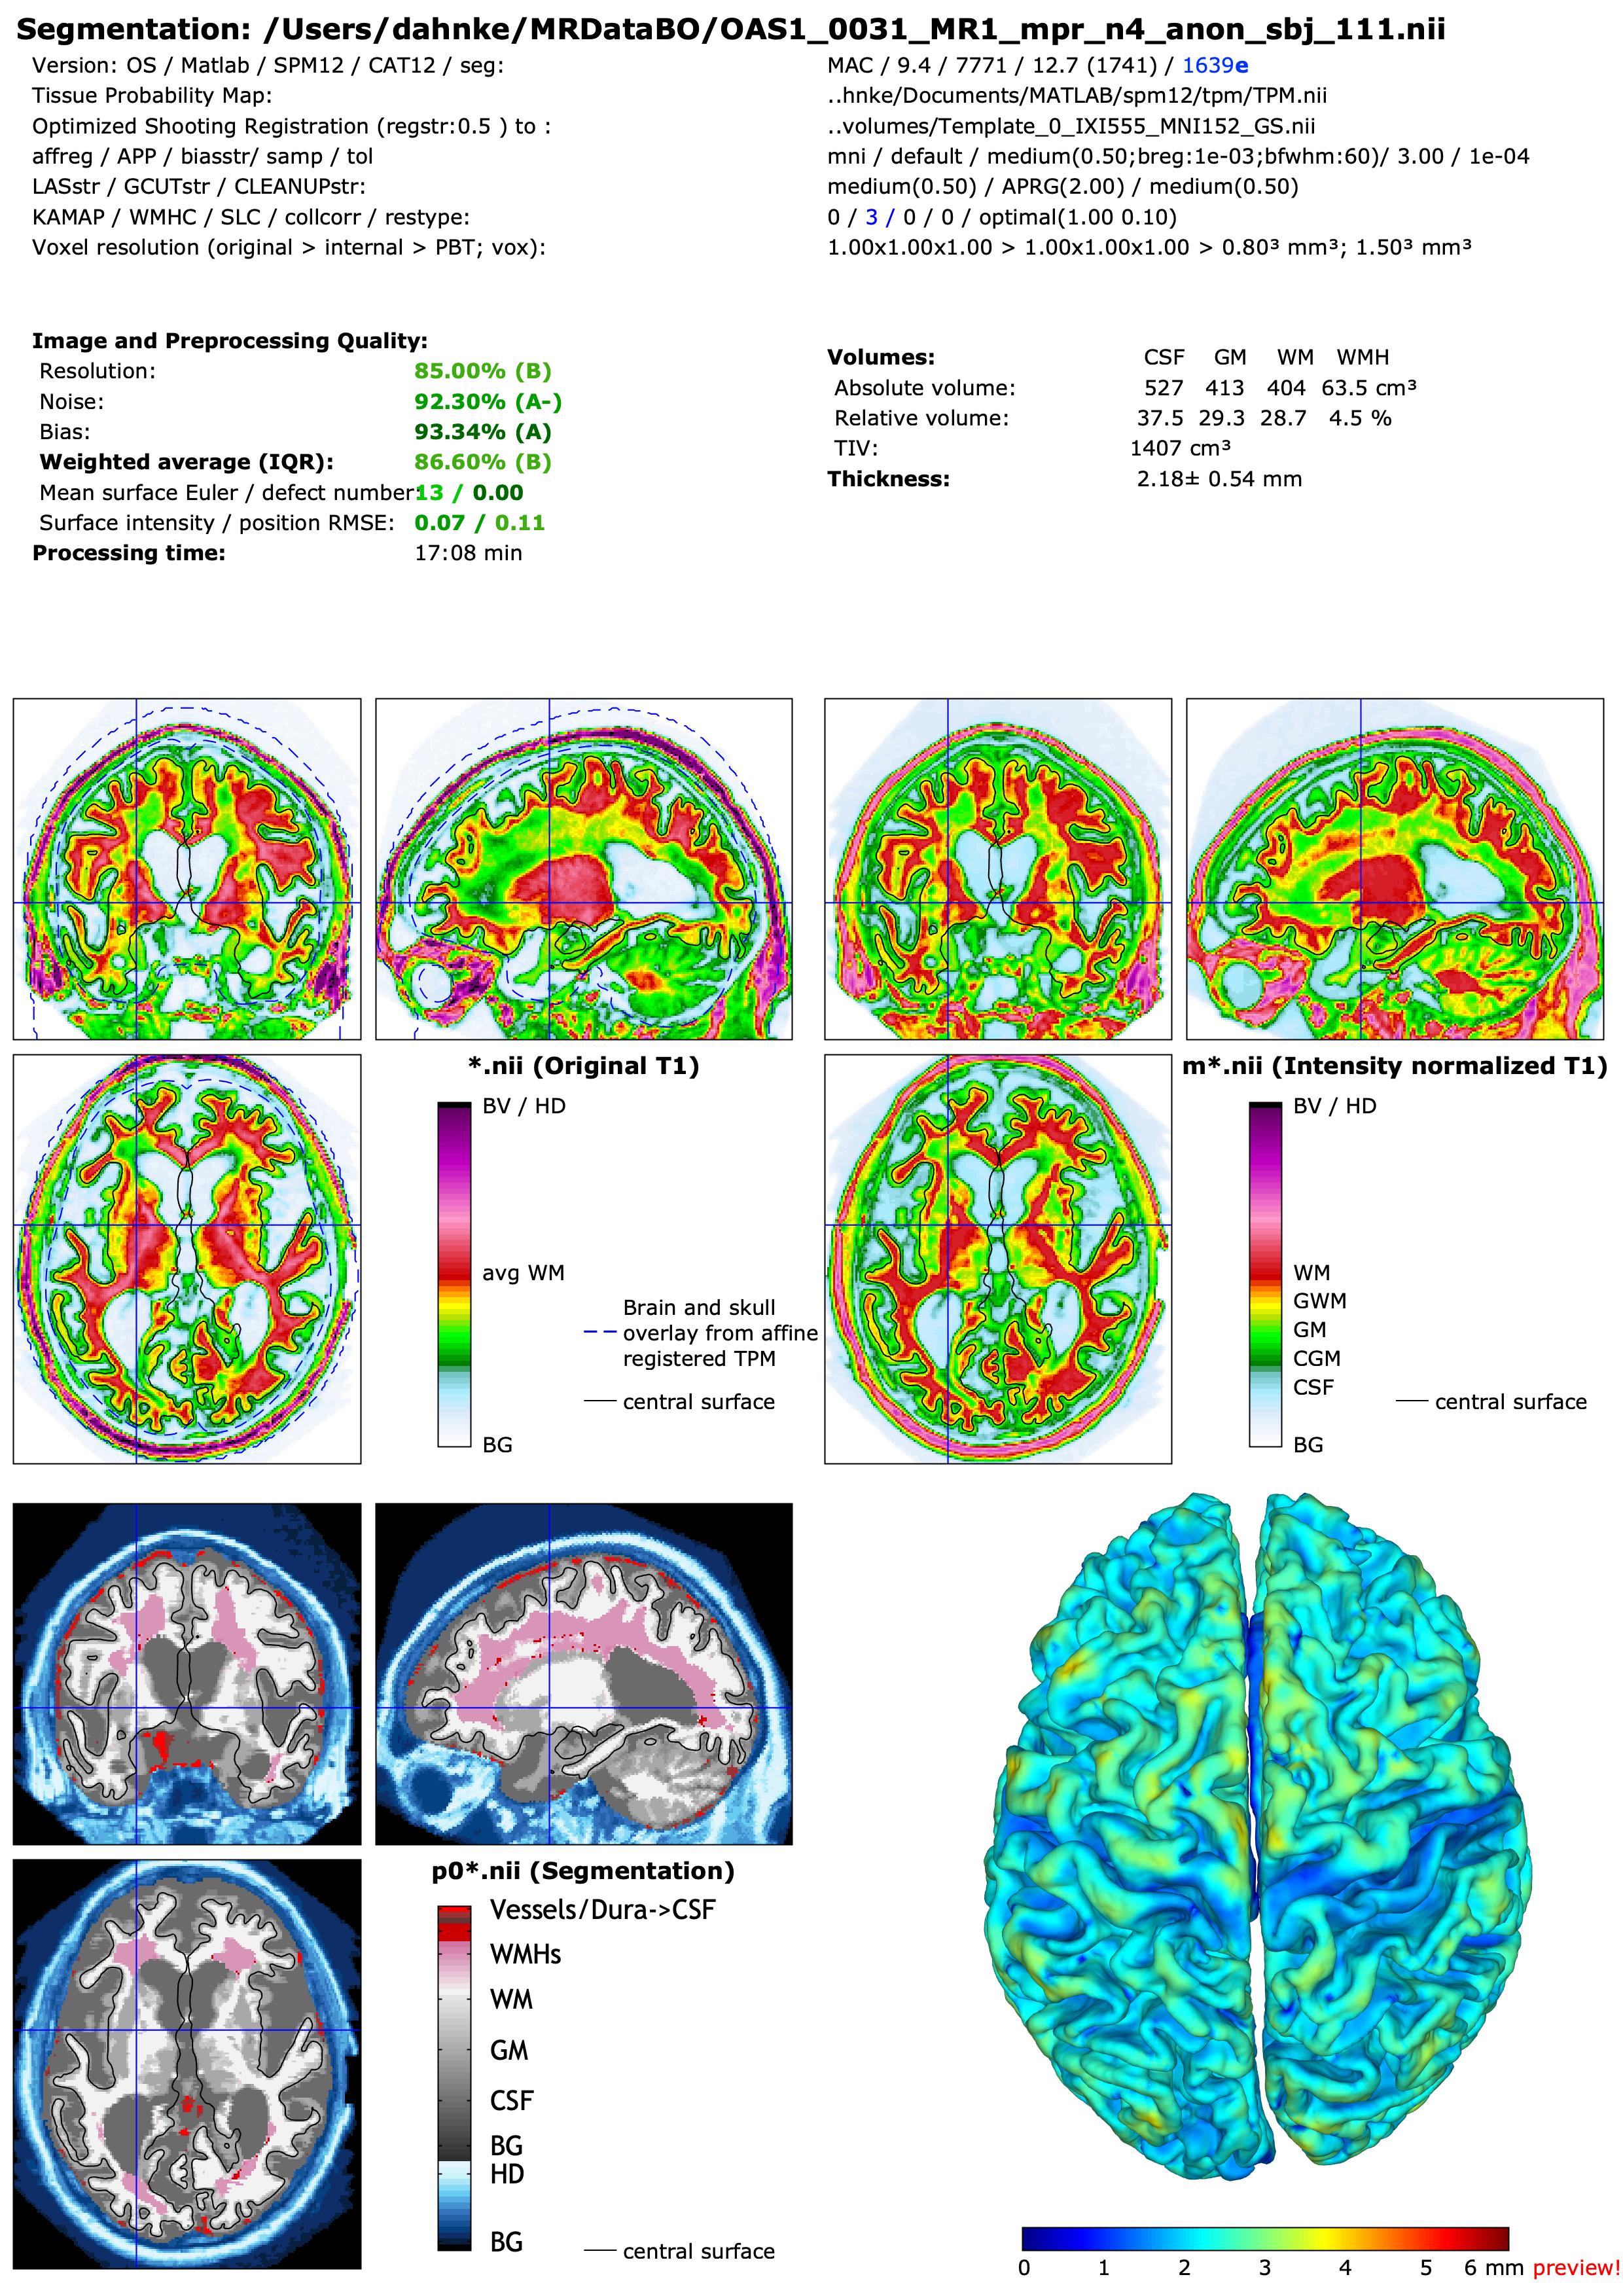 Segmentation: /Users/dahnke/MRDataBO/OAS1_0031_MR1_mpr_n4_anon_sbj_111.nii
Version: OS / Matlab / SPM12 / CAT12 / seg: MAC / 9.4 / 7771 / 12.7 (1741) / 1639e
Tissue Probability Map: ..hnke/Documents/MATLAB/spm12/tpm/TPM.nii
Optimized Shooting Registration (regstr:0.5 ) to : ..volumes/Template_0_IXI555_MNI152_GS.nii
affreg / APP / biasstr/ samp / tol mni / default / medium(0.50;breg:1e-03;bfwhm:60)/ 3.00 / 1e-04
LASstr / GCUTstr / CLEANUPstr: medium(0.50) / APRG(2.00) / medium(0.50)
KAMAP / WMHC / SLC / collcorr / restype: 0 / 3 / 0 / 0 / optimal(1.00 0.10)
Voxel resolution (original > internal > PBT; vox): 1.00x1.00x1.00 > 1.00x1.00x1.00 > 0.80³ mm³; 1.50³ mm³
Image and Preprocessing Quality:
Resolution: 85.00% (B)
Noise: 92.30% (A-)
Bias: 93.34% (A)
Weighted average (IQR): 86.60% (B)
Mean surface Euler / defect number: 13 / 0.00
Surface intensity / position RMSE: 0.07 / 0.11
Processing time: 17:08 min
Volumes: CSF GM WM WMH
Absolute volume: 527 413 404 63.5 cm³
Relative volume: 37.5 29.3 28.7 4.5 %
TIV: 1407 cm³
Thickness: 2.18± 0.54 mm
*.nii (Original T1)
BV / HD
avg WM
BG
Brain and skull
overlay from affine
registered TPM
central surface
m*.nii (Intensity normalized T1)
BV / HD
WM
GWM
GM
CGM
CSF
BG
central surface
p0*.nii (Segmentation)
Vessels/Dura->CSF
WMHs
WM
GM
CSF
BG
HD
BG
central surface
0 1 2 3 4 5 6 mm preview!